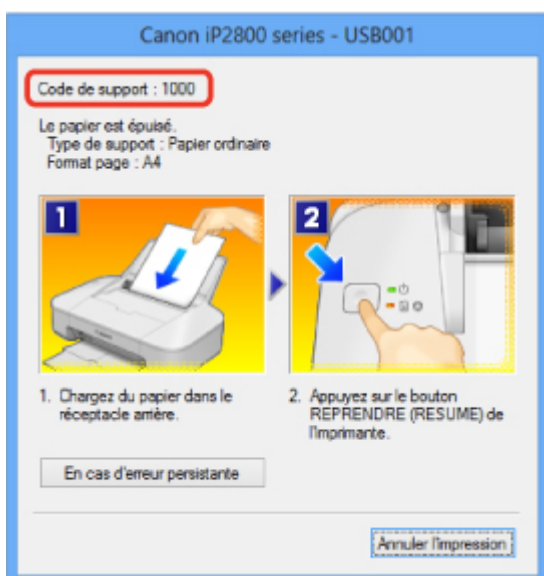 Canon iP2800 series - USB001
Code de support : 1000
Le papier est épuisé.
Type de support : Papier ordinaire
Format page : A4
1
2
1. Chargez du papier dans le
réceptacle arrière.
2. Appuyez sur le bouton
REPRENDRE (RESUME) de
l'imprimante.
En cas d'erreur persistante
Annuler l'impression